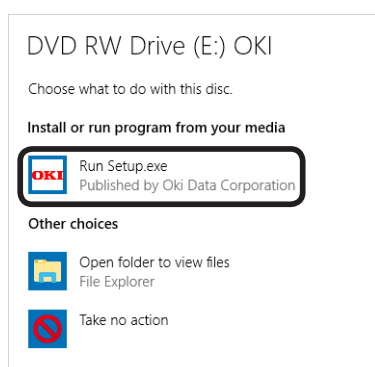 DVD RW Drive (E:) OKI
Choose what to do with this disc.
Install or run program from your media
OKI
Run Setup.exe
Published by Oki Data Corporation
Other choices
Open folder to view files
File Explorer
Take no action